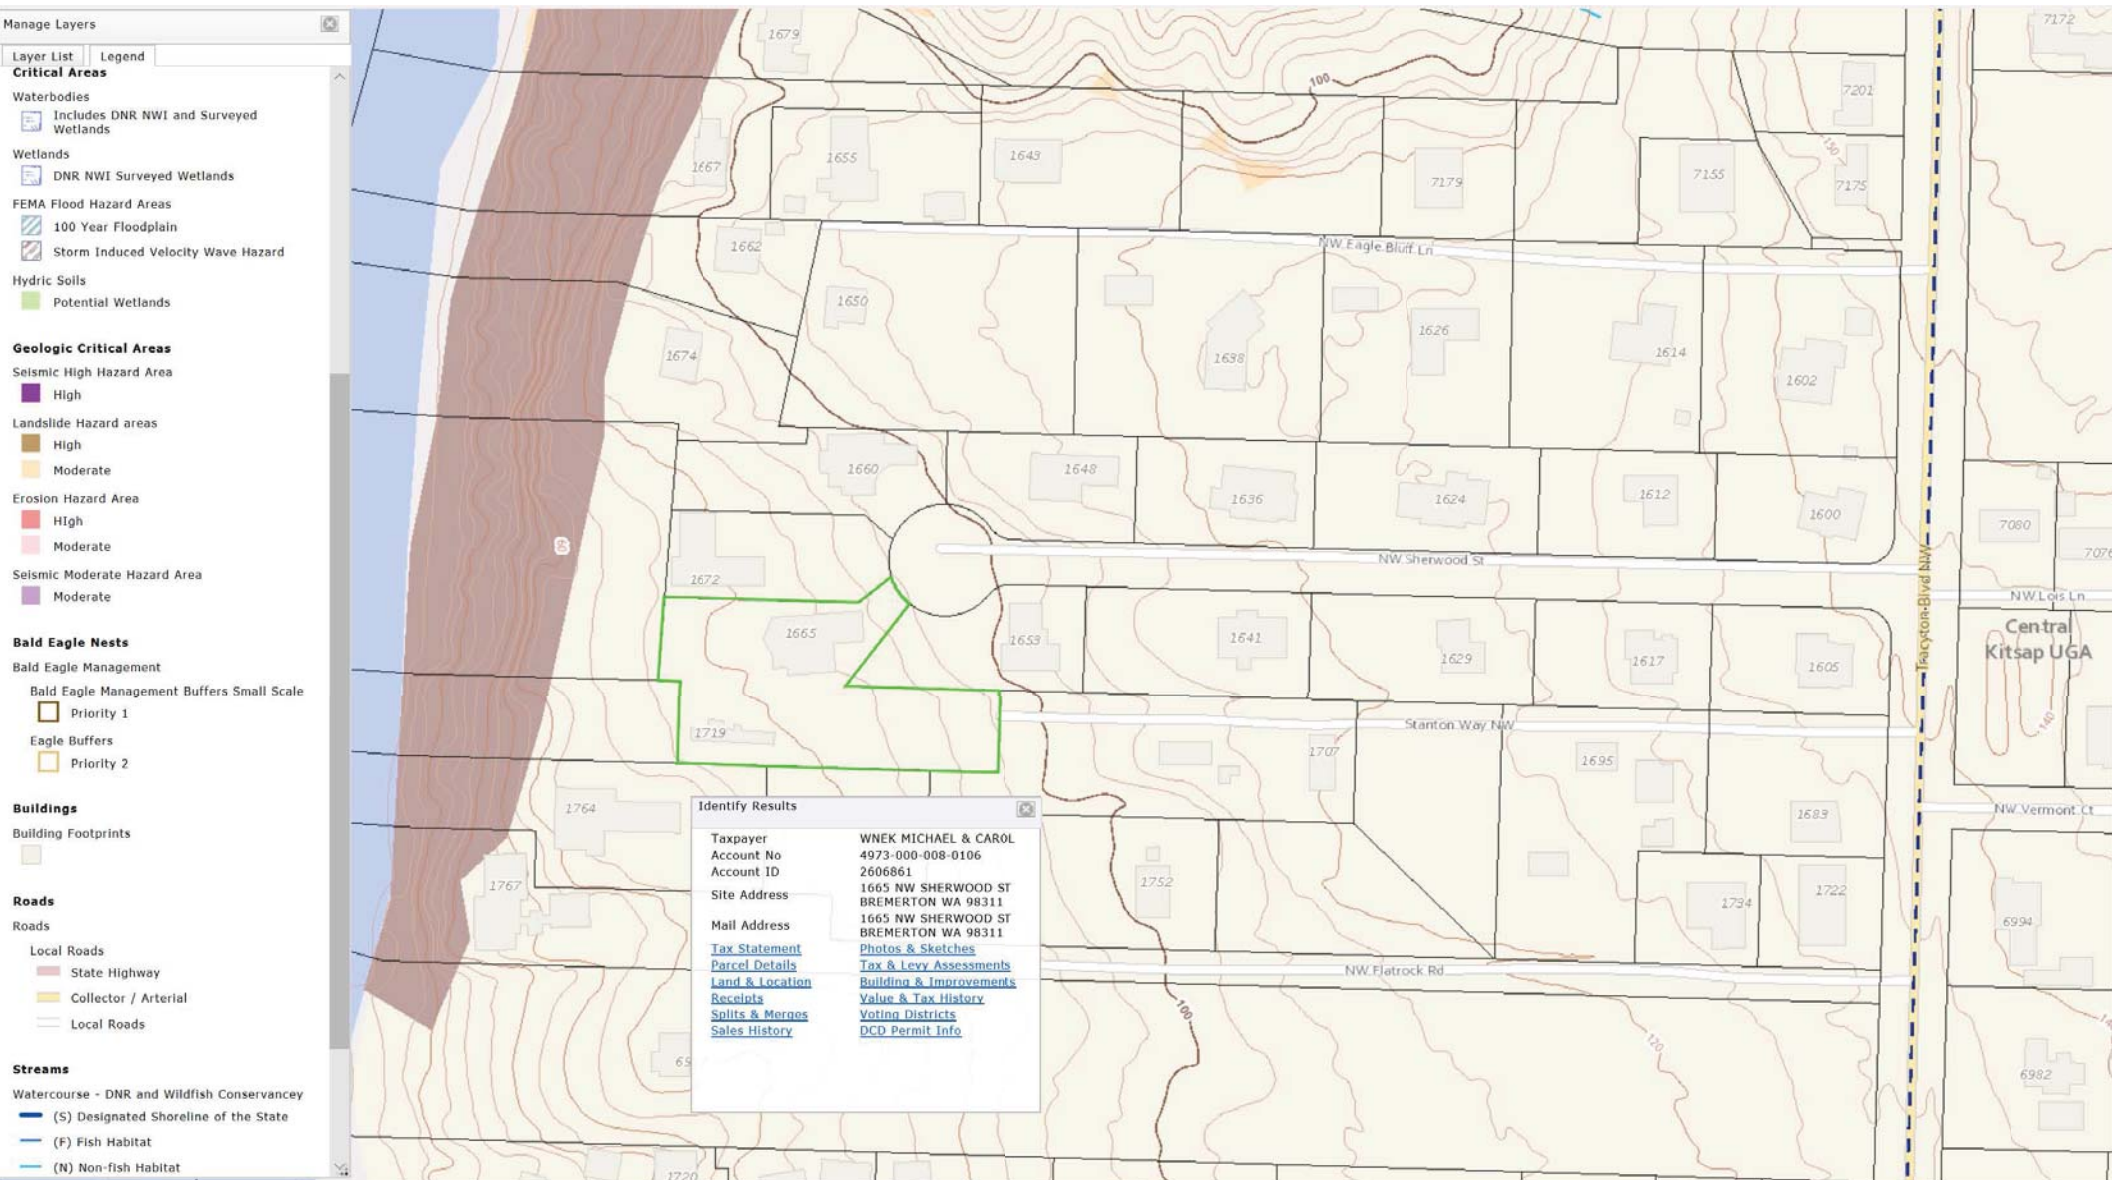 Manage Layers
Layer List Legend
Critical Areas
Waterbodies
Includes DNR NWI and Surveyed
Wetlands
Wetlands
DNR NWI Surveyed Wetlands
FEMA Flood Hazard Areas
100 Year Floodplain
Storm Induced Velocity Wave Hazard
Hydric Soils
Potential Wetlands
Geologic Critical Areas
Seismic High Hazard Area
High
Landslide Hazard areas
High
Moderate
Erosion Hazard Area
HIgh
Moderate
Seismic Moderate Hazard Area
Moderate
Bald Eagle Nests
Bald Eagle Management
Bald Eagle Management Buffers Small Scale
Priority 1
Eagle Buffers
Priority 2
Buildings
Building Footprints
Roads
Roads
Local Roads
State Highway
Collector / Arterial
Local Roads
Streams
Watercourse - DNR and Wildfish Conservancey
(S) Designated Shoreline of the State
(F) Fish Habitat
(N) Non-fish Habitat
1679
7172
100
7201
1667
1655
1643
7179
7155
150
7175
1662
NW Eagle Bluff Ln
1650
1674
1638
1626
1614
1602
1660
1648
1636
1624
1612
1600
7080
7076
60
1672
NW Sherwood St
Tracyton Blvd NW
NW Lois Ln
Central
Kitsap UGA
1665
1653
1641
1629
1617
1605
1719
Stanton Way NW
140
1707
1695
1764
1683
NW Vermont Ct
Identify Results
Taxpayer WNEK MICHAEL & CAROL
Account No 4973-000-008-0106
Account ID 2606861
Site Address 1665 NW SHERWOOD ST
BREMERTON WA 98311
Mail Address 1665 NW SHERWOOD ST
BREMERTON WA 98311
Tax Statement Photos & Sketches
Parcel Details Tax & Levy Assessments
Land & Location Building & Improvements
Receipts Value & Tax History
Splits & Merges Voting Districts
Sales History DCD Permit Info
1767
1752
1734
1722
6994
NW Flatrock Rd
100
120
69
6982
1720